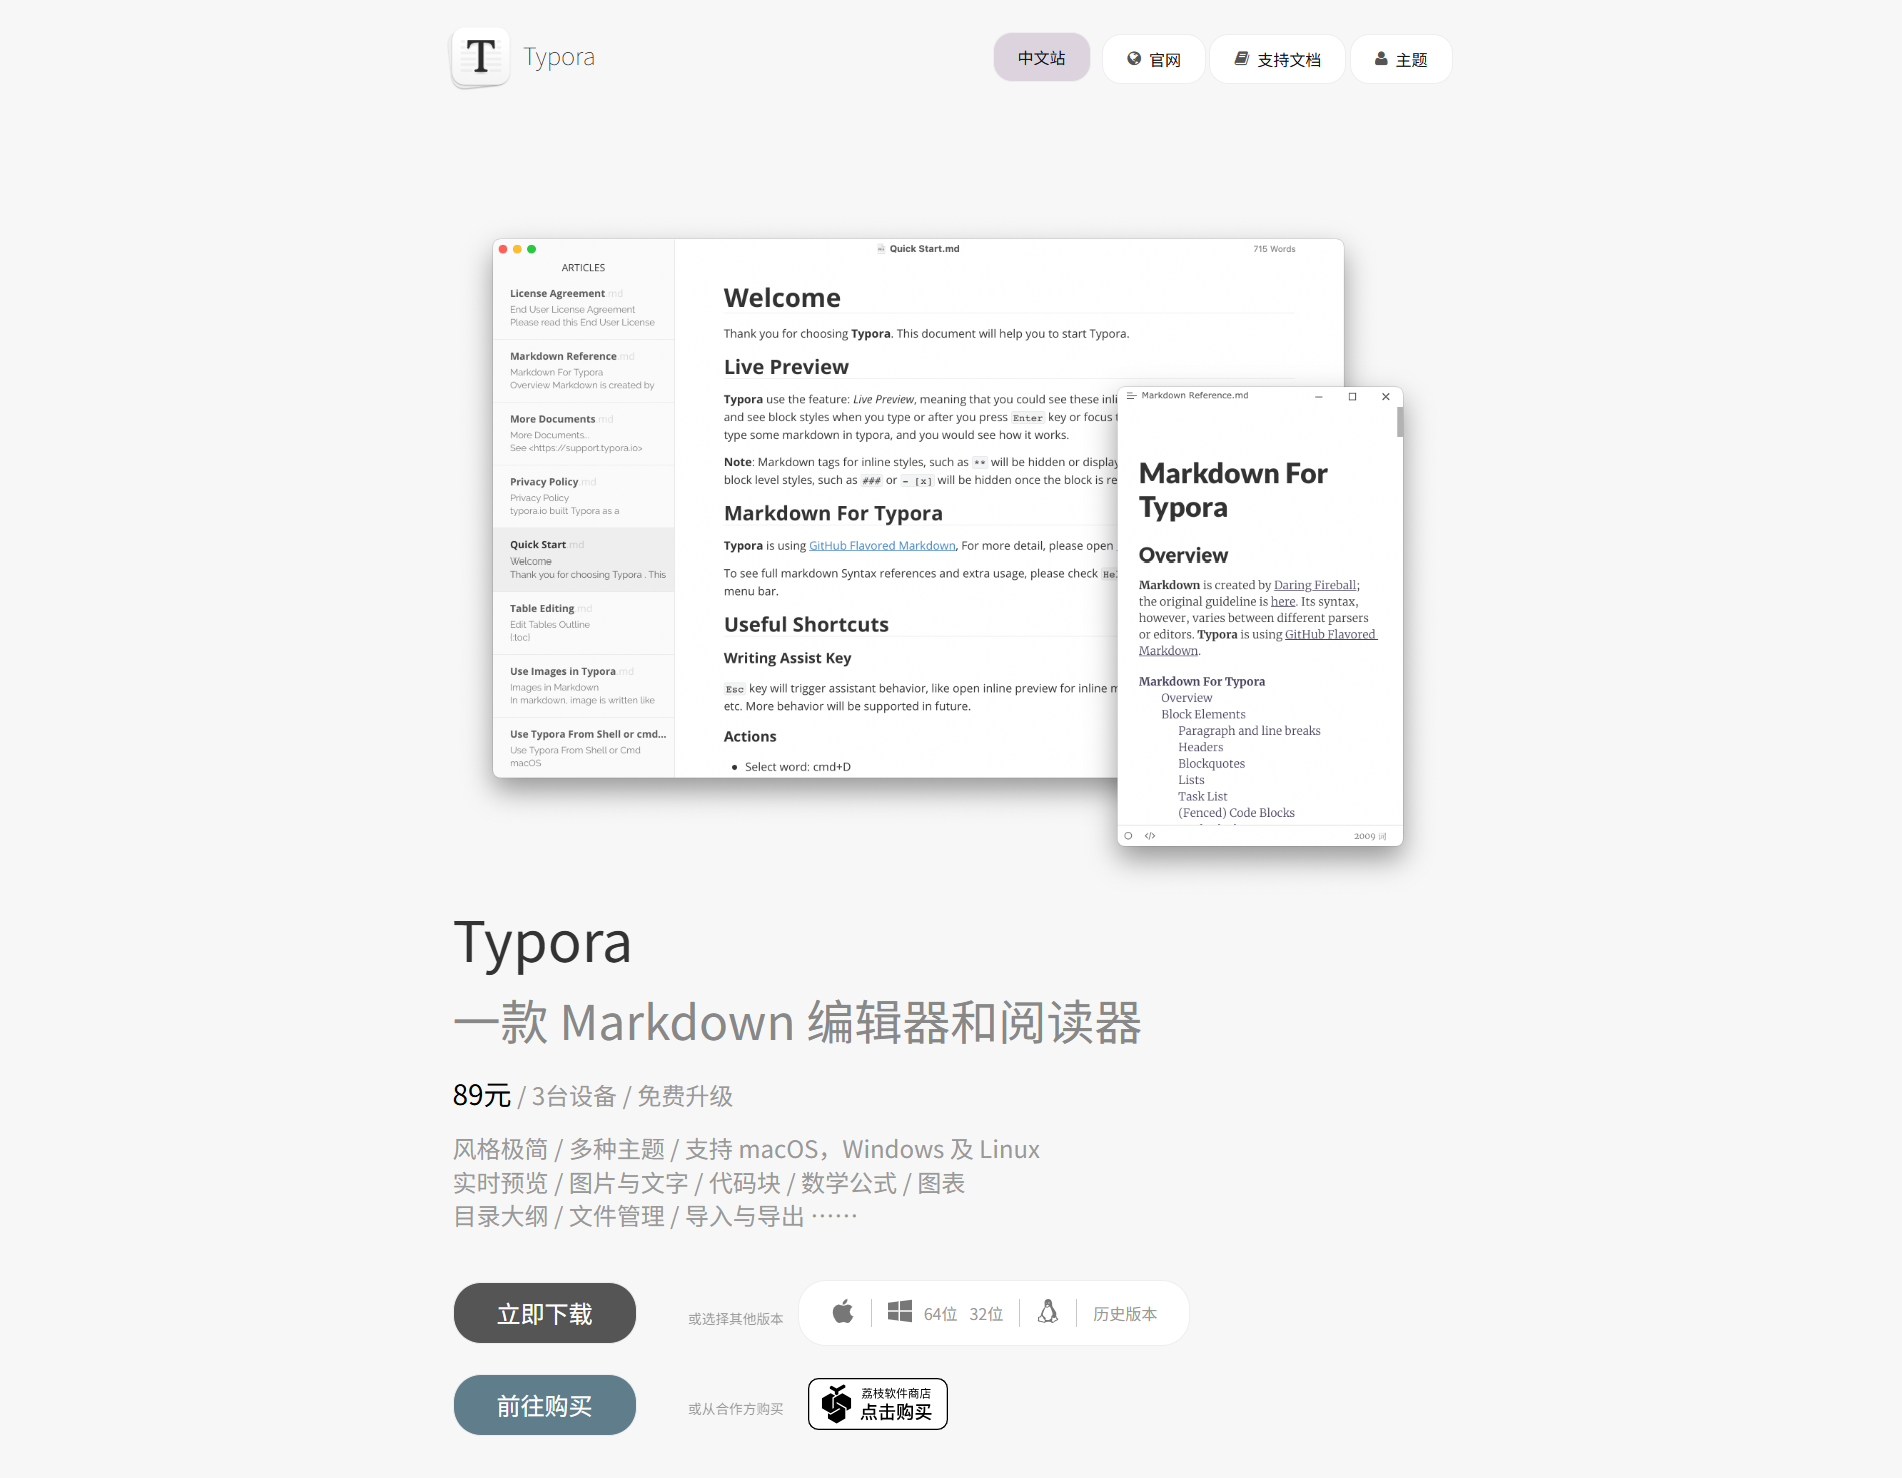 Typora
中文站
官网
支持文档
主题
Quick Start.md
715 Words
ARTICLES
License Agreement.md
End User License Agreement
Please read this End User License
Markdown Reference.md
Markdown For Typora
Overview Markdown is created by
More Documents.md
More Documents...
See <https://support.typora.io>
Privacy Policy.md
Privacy Policy
typora.io built Typora as a
Quick Start.md
Welcome
Thank you for choosing Typora . This
Table Editing.md
Edit Tables Outline
[toc]
Use Images in Typora.md
Images in Markdown
In markdown, image is written like
Use Typora From Shell or cmd...
Use Typora From Shell or Cmd
macOS
Welcome
Thank you for choosing Typora. This document will help you to start Typora.
Live Preview
Typora use the feature: Live Preview, meaning that you could see these inli
and see block styles when you type or after you press Enter key or focus
type some markdown in typora, and you would see how it works.
Note: Markdown tags for inline styles, such as ** will be hidden or display
block level styles, such as ### or - [x] will be hidden once the block is re
Markdown For Typora
Typora is using GitHub Flavored Markdown, For more detail, please open
To see full markdown Syntax references and extra usage, please check Hel
menu bar.
Useful Shortcuts
Writing Assist Key
Esc key will trigger assistant behavior, like open inline preview for inline m
etc. More behavior will be supported in future.
Actions
Select word: cmd+D
Markdown Reference.md
Markdown For
Typora
Overview
Markdown is created by Daring Fireball;
the original guideline is here. Its syntax,
however, varies between different parsers
or editors. Typora is using GitHub Flavored
Markdown.
Markdown For Typora
Overview
Block Elements
Paragraph and line breaks
Headers
Blockquotes
Lists
Task List
(Fenced) Code Blocks
</>
2009 词
Typora
一款 Markdown 编辑器和阅读器
89元 / 3台设备 / 免费升级
风格极简 / 多种主题 / 支持 macOS，Windows 及 Linux
实时预览 / 图片与文字 / 代码块 / 数学公式 / 图表
目录大纲 / 文件管理 / 导入与导出 ……
立即下载
或选择其他版本
64位
32位
历史版本
前往购买
或从合作方购买
荔枝软件商店
点击购买